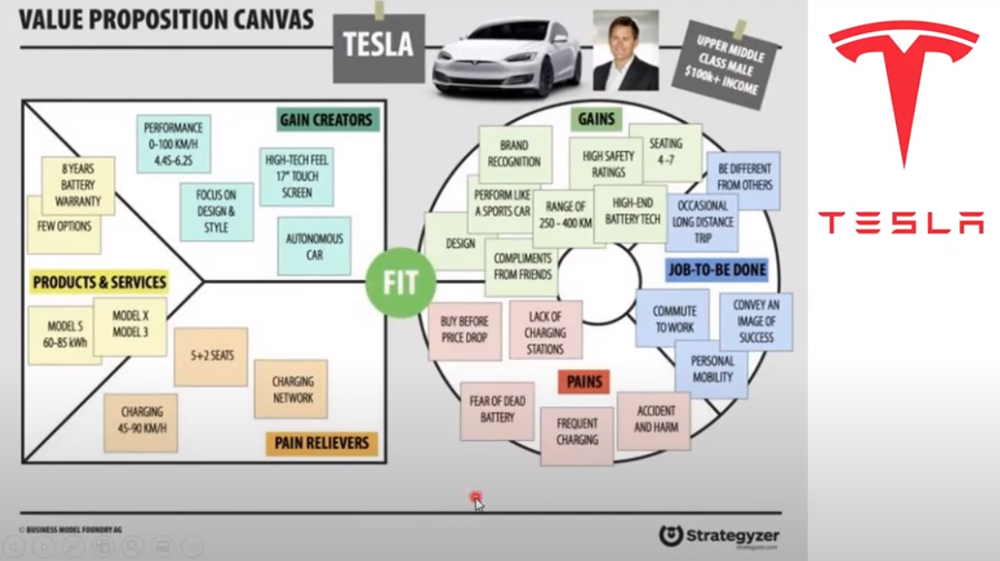 VALUE PROPOSITION CANVAS
TESLA
UPPER MIDDLE
CLASS MALE
$100k+ INCOME
TESLA
GAIN CREATORS
PERFORMANCE
0-100 KM/H
4.4S-6.2S
HIGH-TECH FEEL
17" TOUCH
SCREEN
FOCUS ON
DESIGN &
STYLE
AUTONOMOUS
CAR
8 YEARS
BATTERY
WARRANTY
FEW OPTIONS
PRODUCTS & SERVICES
MODEL S
60-85 kWh
MODEL X
MODEL 3
5+2 SEATS
CHARGING
NETWORK
CHARGING
45-90 KM/H
PAIN RELIEVERS
FIT
GAINS
BRAND
RECOGNITION
HIGH SAFETY
RATINGS
SEATING
4 -7
PERFORM LIKE
A SPORTS CAR
RANGE OF
250 – 400 KM
HIGH-END
BATTERY TECH
DESIGN
COMPLIMENTS
FROM FRIENDS
BE DIFFERENT
FROM OTHERS
OCCASIONAL
LONG DISTANCE
TRIP
JOB-TO-BE DONE
COMMUTE
TO WORK
CONVEY AN
IMAGE OF
SUCCESS
PERSONAL
MOBILITY
BUY BEFORE
PRICE DROP
LACK OF
CHARGING
STATIONS
PAINS
FEAR OF DEAD
BATTERY
FREQUENT
CHARGING
ACCIDENT
AND HARM
© BUSINESS MODEL FOUNDRY AG
Strategyzer
strategyzer.com